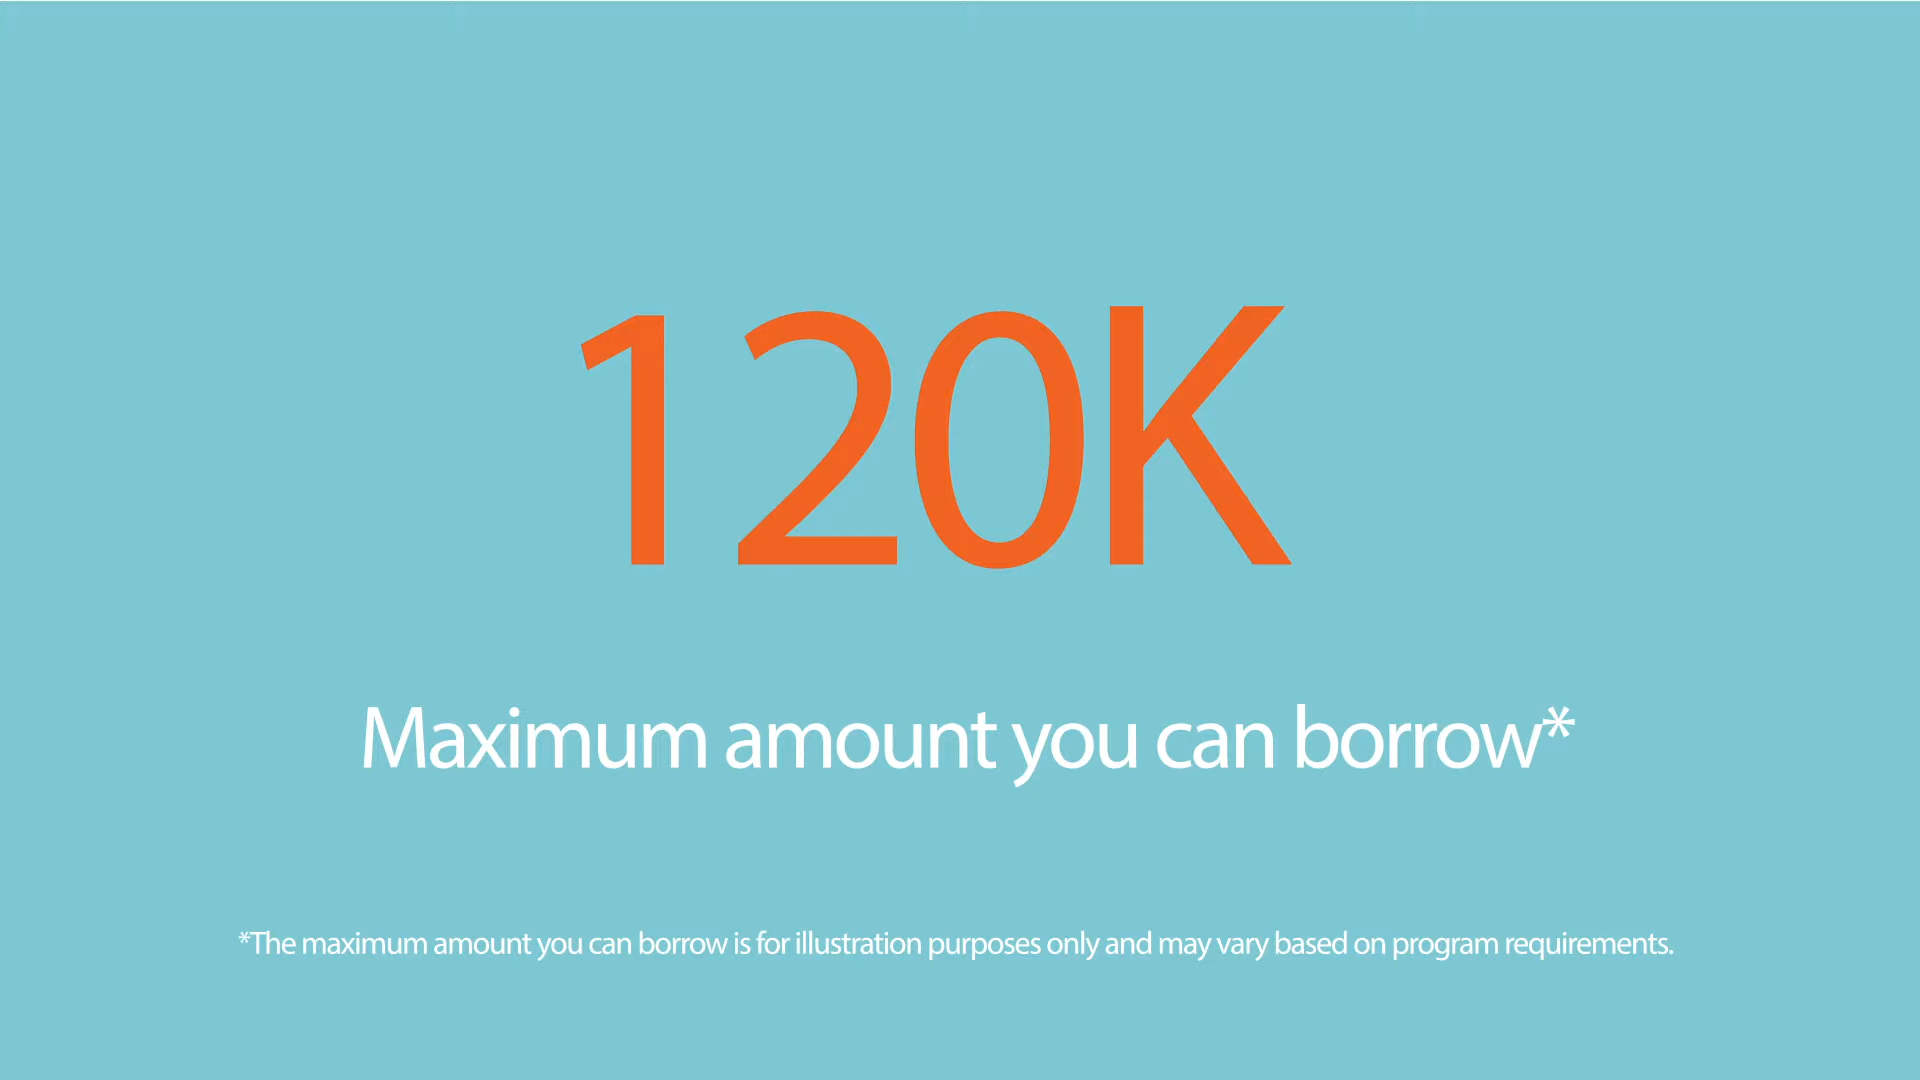 120K
Maximum amount you can borrow*
*The maximum amount you can borrow is for illustration purposes only and may vary based on program requirements.